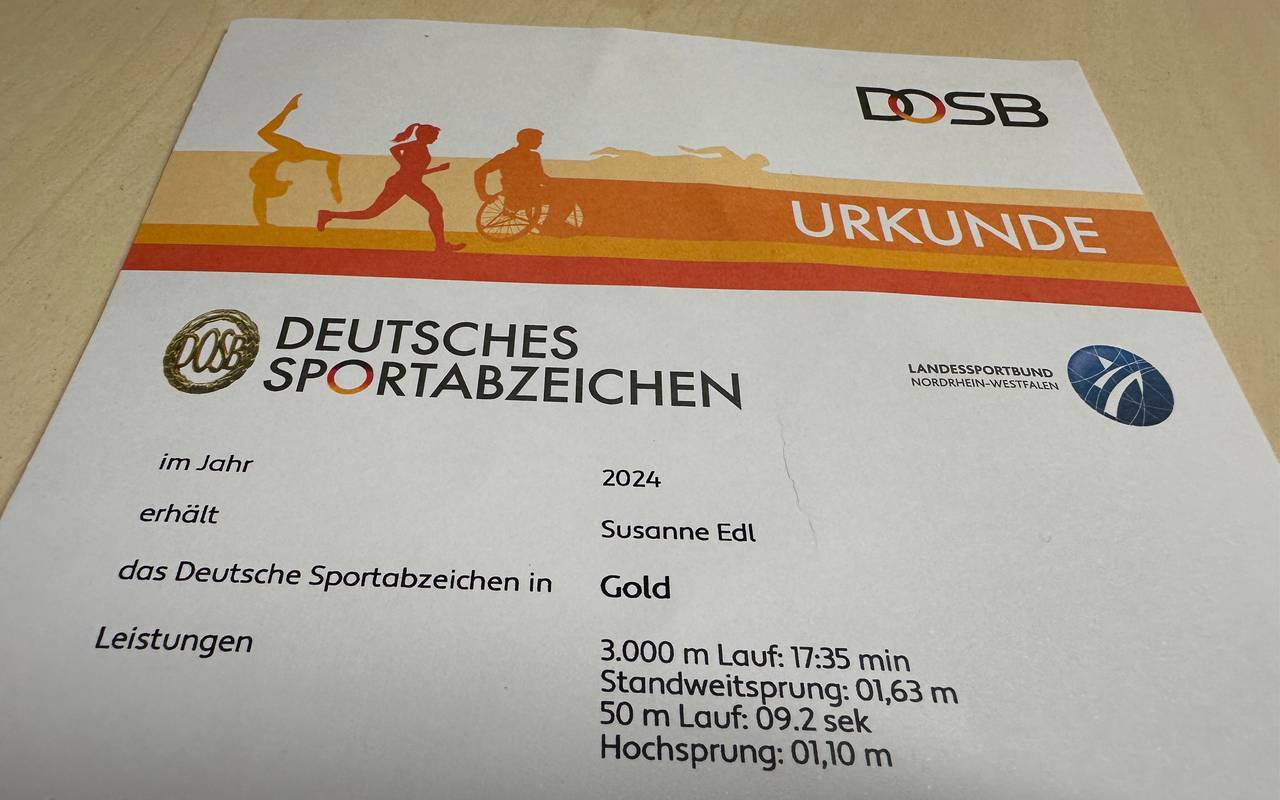 DOSB
URKUNDE
DOSB
DEUTSCHES
SPORTABZEICHEN
LANDESSPORTBUND
NORDRHEIN-WESTFALEN
im Jahr 2024
erhält Susanne Edl
das Deutsche Sportabzeichen in Gold
Leistungen 3.000 m Lauf: 17:35 min
Standweitsprung: 01,63 m
50 m Lauf: 09.2 sek
Hochsprung: 01,10 m